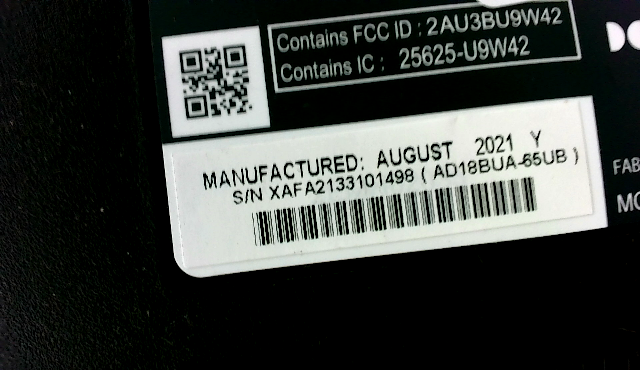 Contains FCC ID : 2AU3BU9W42
Contains IC : 25625-U9W42
MANUFACTURED: AUGUST 2021 Y
S/N XAFA2133101498 ( AD18BUA-65UB )